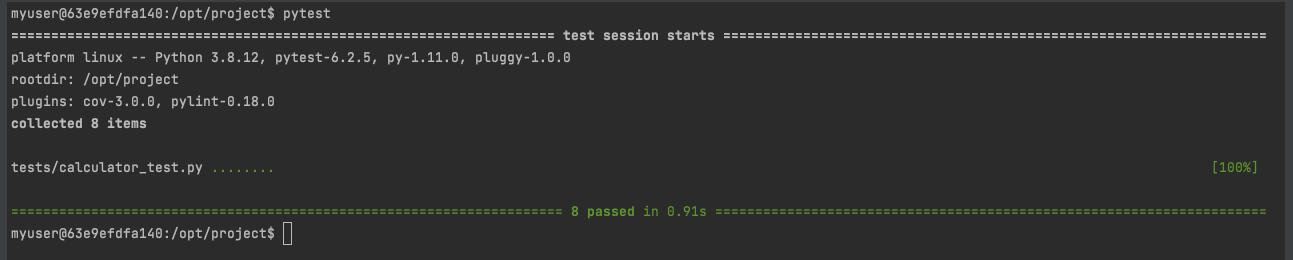 myuser@63e9efdfa140:/opt/project$ pytest
==================================================================== test session starts ====================================================================
platform linux -- Python 3.8.12, pytest-6.2.5, py-1.11.0, pluggy-1.0.0
rootdir: /opt/project
plugins: cov-3.0.0, pylint-0.18.0
collected 8 items
tests/calculator_test.py ........ [100%]
===================================================================== 8 passed in 0.91s =====================================================================
myuser@63e9efdfa140:/opt/project$